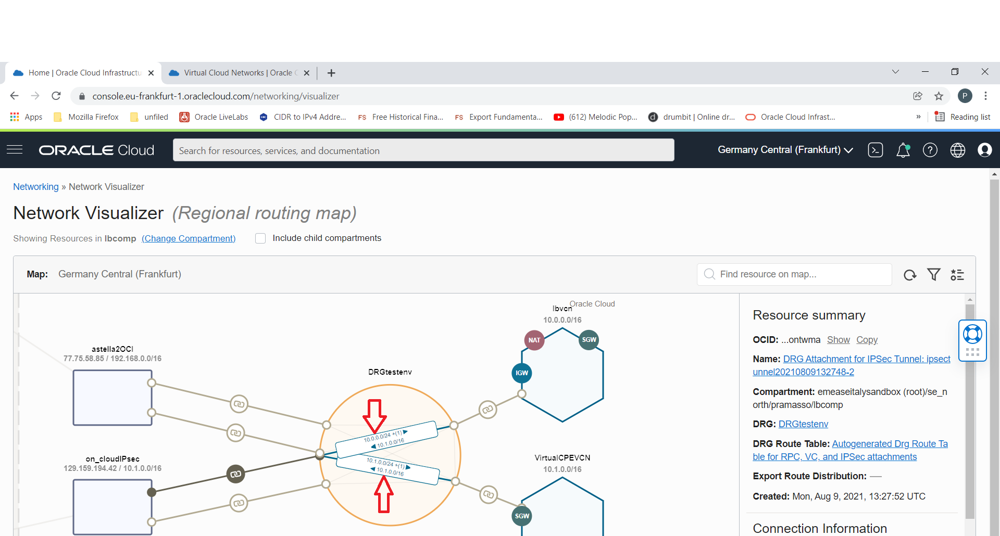 Home | Oracle Cloud Infrastructu
Virtual Cloud Networks | Oracle C
console.eu-frankfurt-1.oraclecloud.com/networking/visualizer
P
Apps
Mozilla Firefox
unfiled
Oracle LiveLabs
CIDR to IPv4 Addre...
FS Free Historical Fina...
FS Export Fundamenta...
(612) Melodic Pop...
d drumbit | Online dr...
Oracle Cloud Infrast...
»
Reading list
ORACLE Cloud
Search for resources, services, and documentation
Germany Central (Frankfurt)
Networking » Network Visualizer
Network Visualizer (Regional routing map)
Showing Resources in lbcomp (Change Compartment)
Include child compartments
Map: Germany Central (Frankfurt)
Find resource on map...
Oracle Cloud
lbvcn
10.0.0.0/16
NAT
SGW
IGW
astella2OCI
77.75.58.85 / 192.168.0.0/16
DRGtestenv
10.0.0.0/24 +(1)
10.1.0.0/16
10.1.0.0/24 +(1)
10.1.0.0/16
on_cloudIPsec
129.159.194.42 / 10.1.0.0/16
VirtualCPEVCN
10.1.0.0/16
SGW
Resource summary
OCID: ...ontwma Show Copy
Name: DRG Attachment for IPSec Tunnel: ipsect
unnel20210809132748-2
Compartment: emeaseitalysandbox (root)/se_n
orth/pramasso/lbcomp
DRG: DRGtestenv
DRG Route Table: Autogenerated Drg Route Ta
ble for RPC, VC, and IPSec attachments
Export Route Distribution: —
Created: Mon, Aug 9, 2021, 13:27:52 UTC
Connection Information